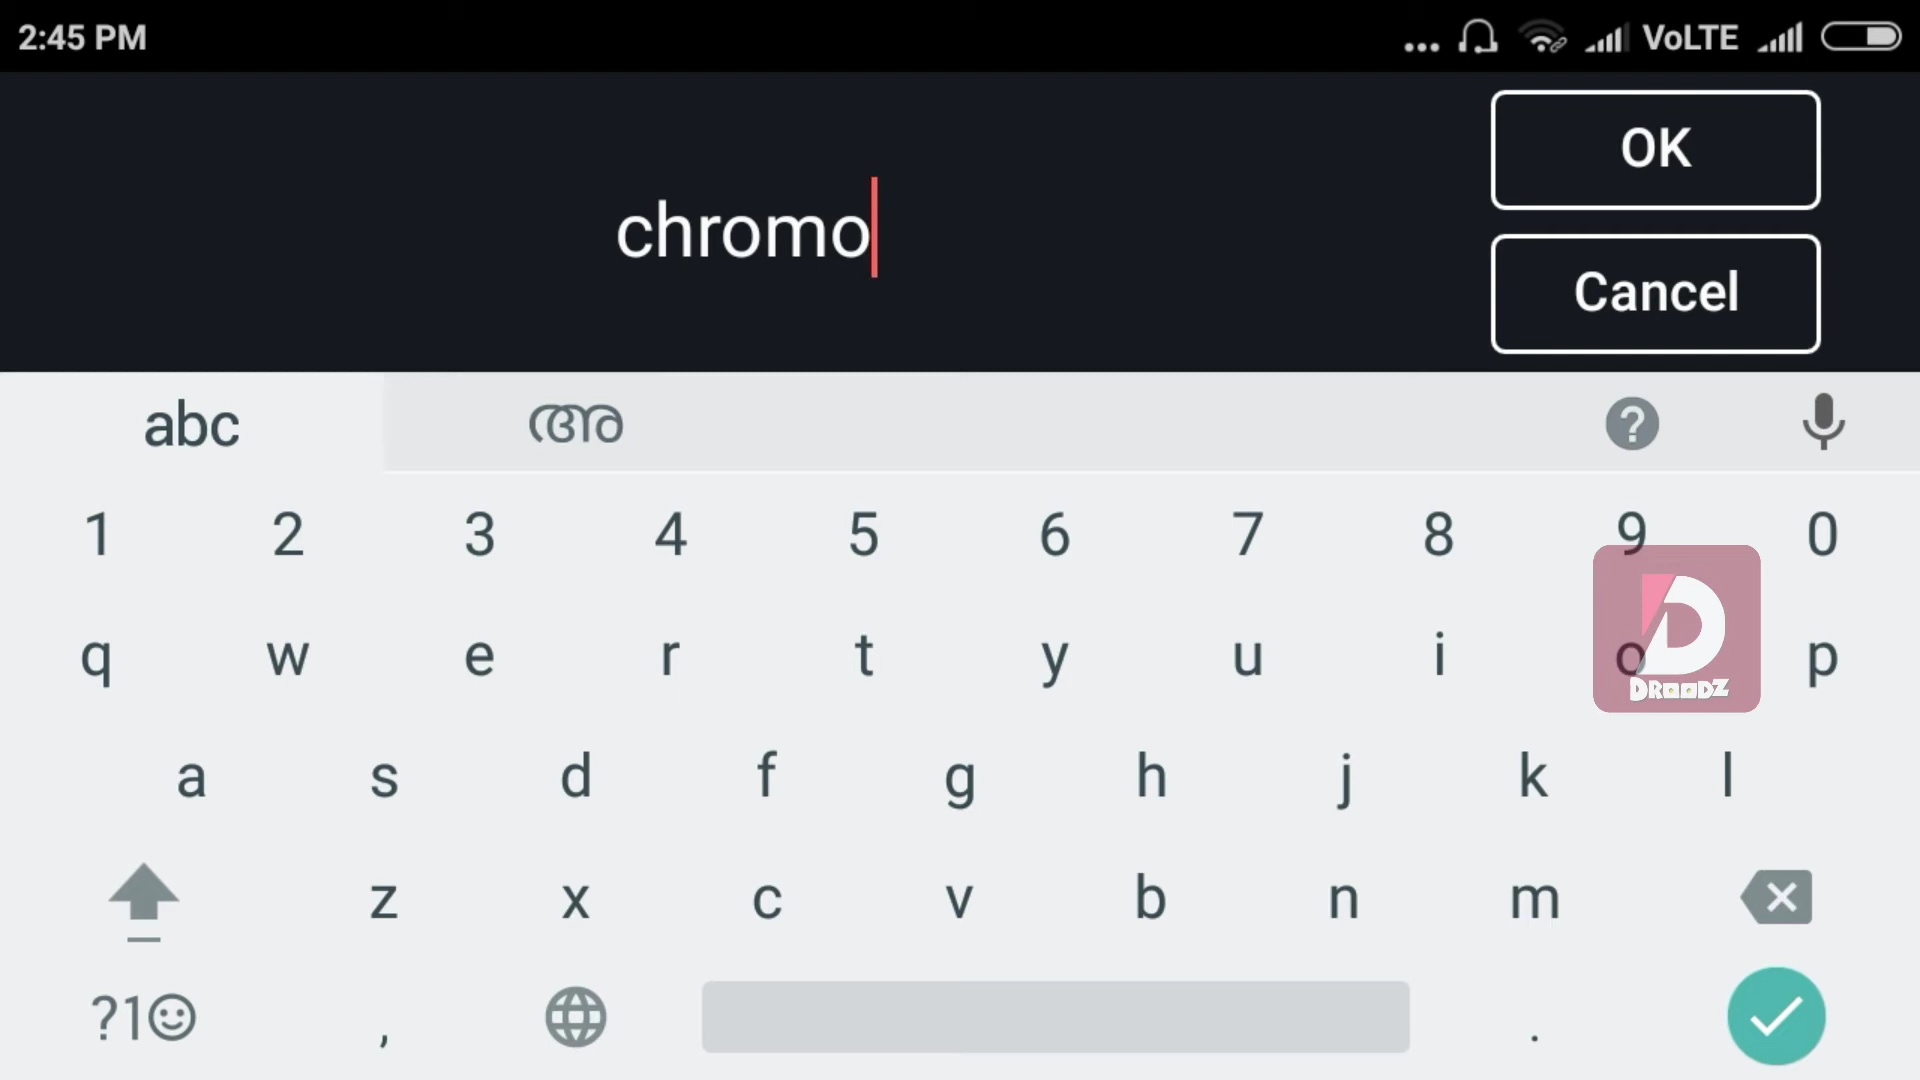 2:45 PM
VoLTE
OK
chromo
Cancel
abc
അ
?
1 2 3 4 5 6 7 8 9 0
q w e r t y u i o p
DROODZ
a s d f g h j k l
z x c v b n m
?1☺ , .